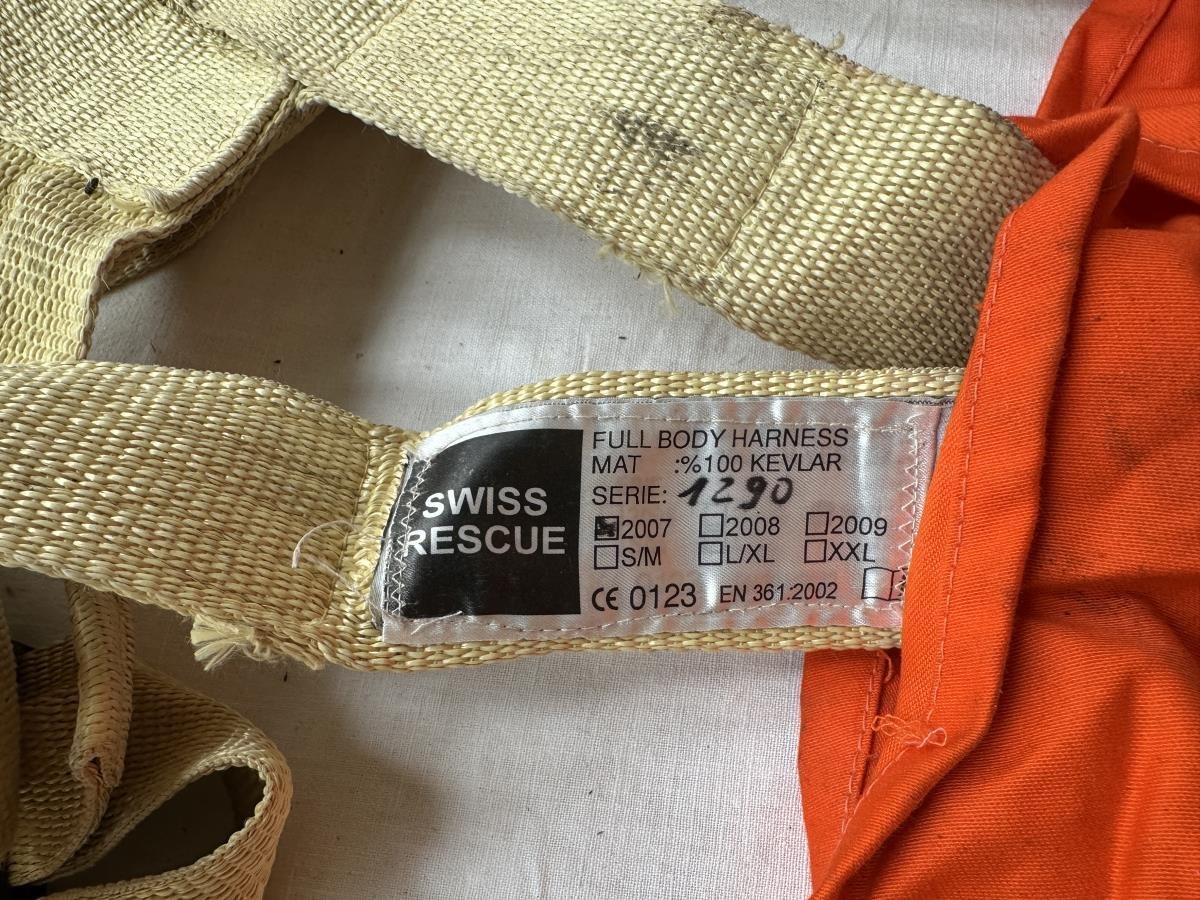 SWISS
RESCUE
FULL BODY HARNESS
MAT :%100 KEVLAR
SERIE: 1290
2007 2008 2009
S/M L/XL XXL
CE 0123 EN 361:2002